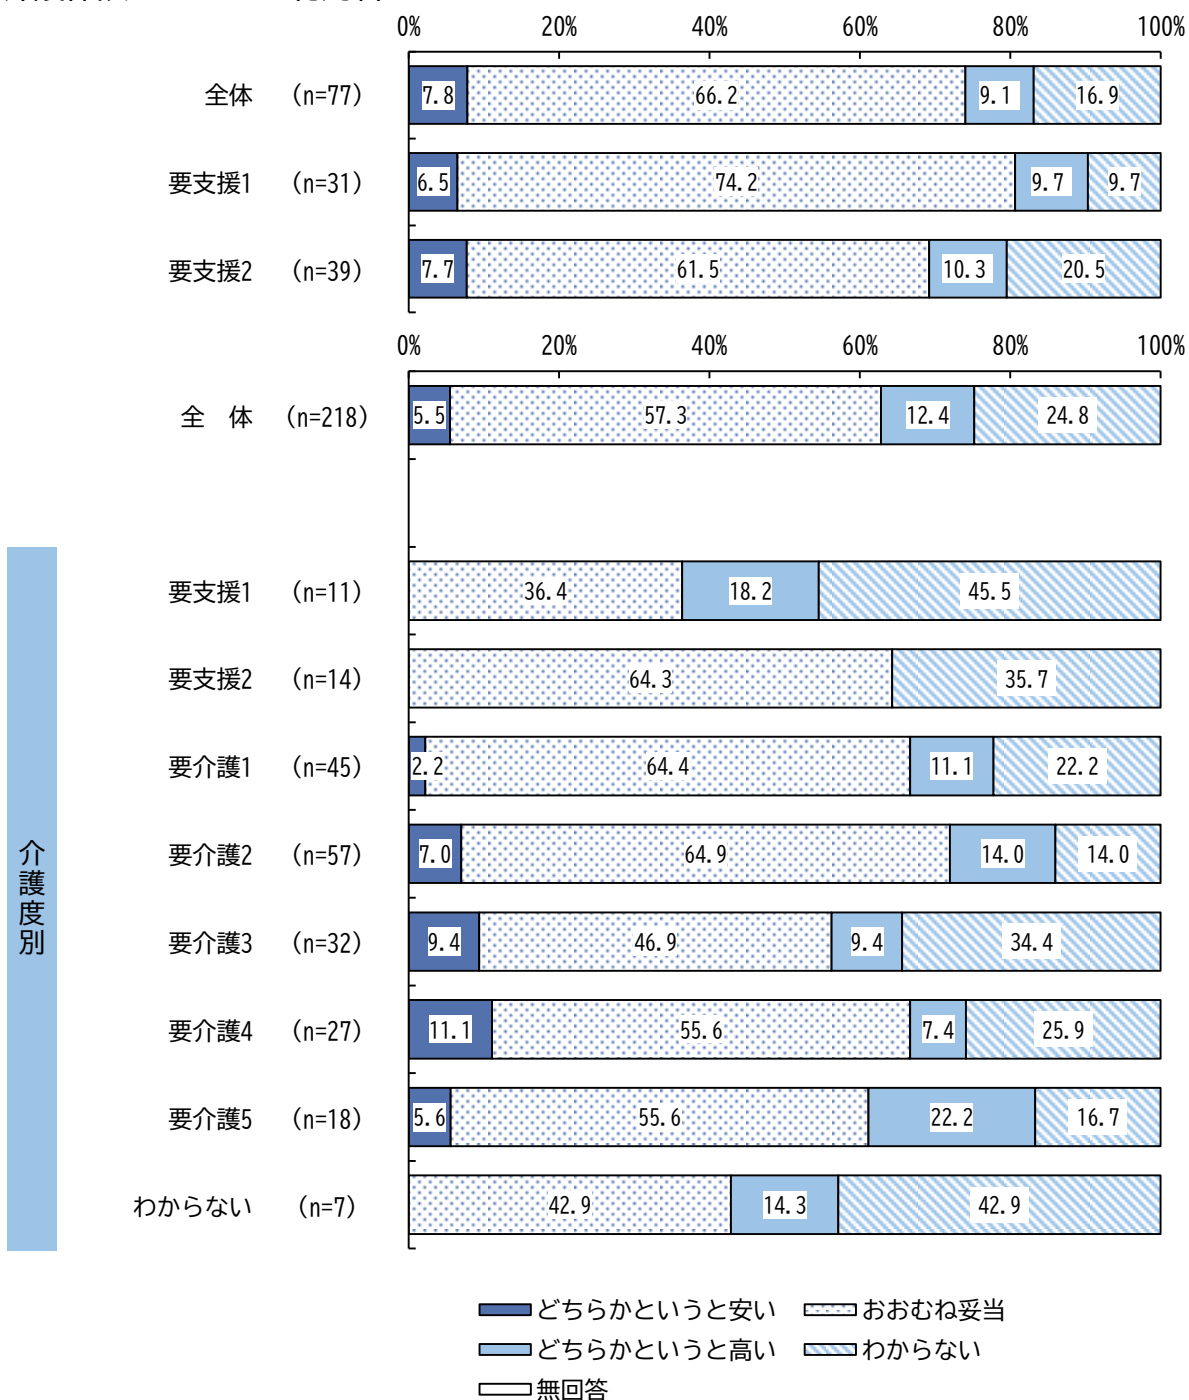 0% 20% 40% 60% 80% 100%
全体 (n=77) 7.8 66.2 9.1 16.9
要支援1 (n=31) 6.5 74.2 9.7 9.7
要支援2 (n=39) 7.7 61.5 10.3 20.5
0% 20% 40% 60% 80% 100%
全 体 (n=218) 5.5 57.3 12.4 24.8
介護度別
要支援1 (n=11) 36.4 18.2 45.5
要支援2 (n=14) 64.3 35.7
要介護1 (n=45) 2.2 64.4 11.1 22.2
要介護2 (n=57) 7.0 64.9 14.0 14.0
要介護3 (n=32) 9.4 46.9 9.4 34.4
要介護4 (n=27) 11.1 55.6 7.4 25.9
要介護5 (n=18) 5.6 55.6 22.2 16.7
わからない (n=7) 42.9 14.3 42.9
どちらかというと安い おおむね妥当
どちらかというと高い わからない
無回答